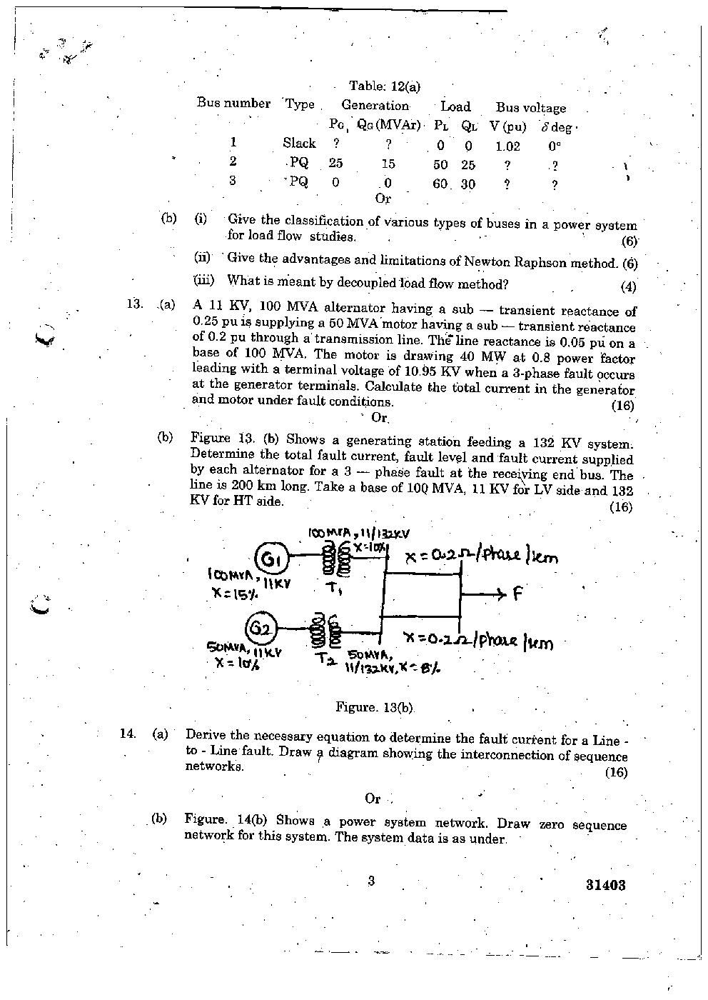 Table: 12(a)
Bus number Type Generation Load Bus voltage
PG, QG (MVAr) PL QL V (pu) δ deg.
1 Slack ? ? 0 0 1.02 0°
2 PQ 25 15 50 25 ? ?
3 PQ 0 0 60 30 ? ?
Or
(b) (i) Give the classification of various types of buses in a power system
for load flow studies. (6)
(ii) Give the advantages and limitations of Newton Raphson method. (6)
(iii) What is meant by decoupled load flow method? (4)
13. (a) A 11 KV, 100 MVA alternator having a sub — transient reactance of
0.25 pu is supplying a 50 MVA motor having a sub — transient reactance
of 0.2 pu through a transmission line. The line reactance is 0.05 pu on a
base of 100 MVA. The motor is drawing 40 MW at 0.8 power factor
leading with a terminal voltage of 10.95 KV when a 3-phase fault occurs
at the generator terminals. Calculate the total current in the generator
and motor under fault conditions. (16)
Or
(b) Figure 13. (b) Shows a generating station feeding a 132 KV system.
Determine the total fault current, fault level and fault current supplied
by each alternator for a 3 — phase fault at the receiving end bus. The
line is 200 km long. Take a base of 100 MVA, 11 KV for LV side and 132
KV for HT side. (16)
100MVA, 11/132KV
X=10%
G1
X=0.2Ω/phase/km
100MVA, 11KV
X=15%
T1
F
G2
X=0.2Ω/phase/km
50MVA, 11KV
X=10%
T2
50MVA,
11/132KV, X=8%
Figure. 13(b)
14. (a) Derive the necessary equation to determine the fault current for a Line -
to - Line fault. Draw a diagram showing the interconnection of sequence
networks. (16)
Or
(b) Figure. 14(b) Shows a power system network. Draw zero sequence
network for this system. The system data is as under.
3
31403